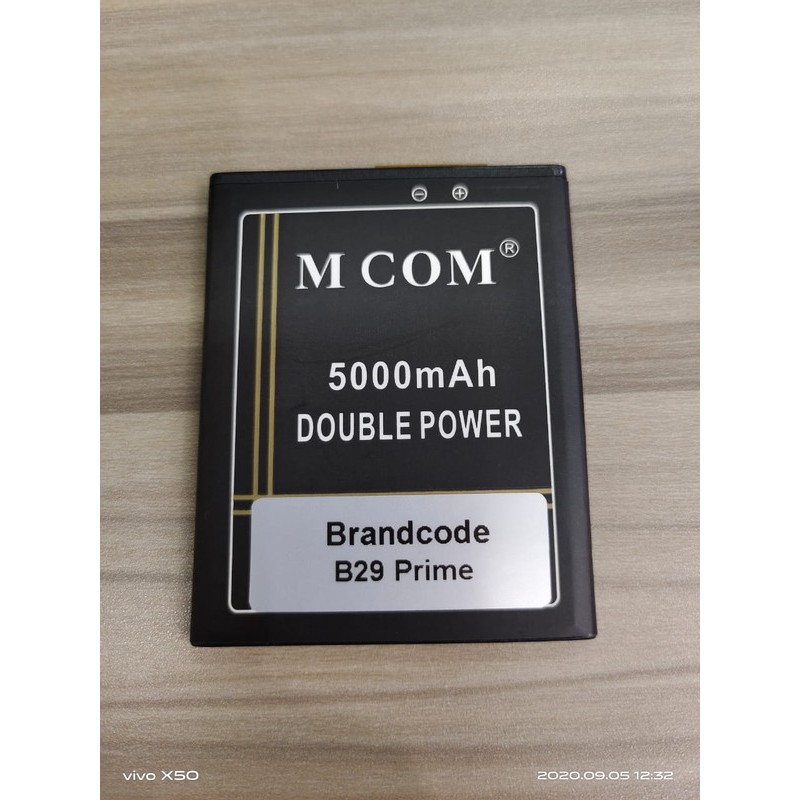 ⊖ ⊕
M COM®
5000mAh
DOUBLE POWER
Brandcode
B29 Prime
vivo X50
2020.09.05 12:32